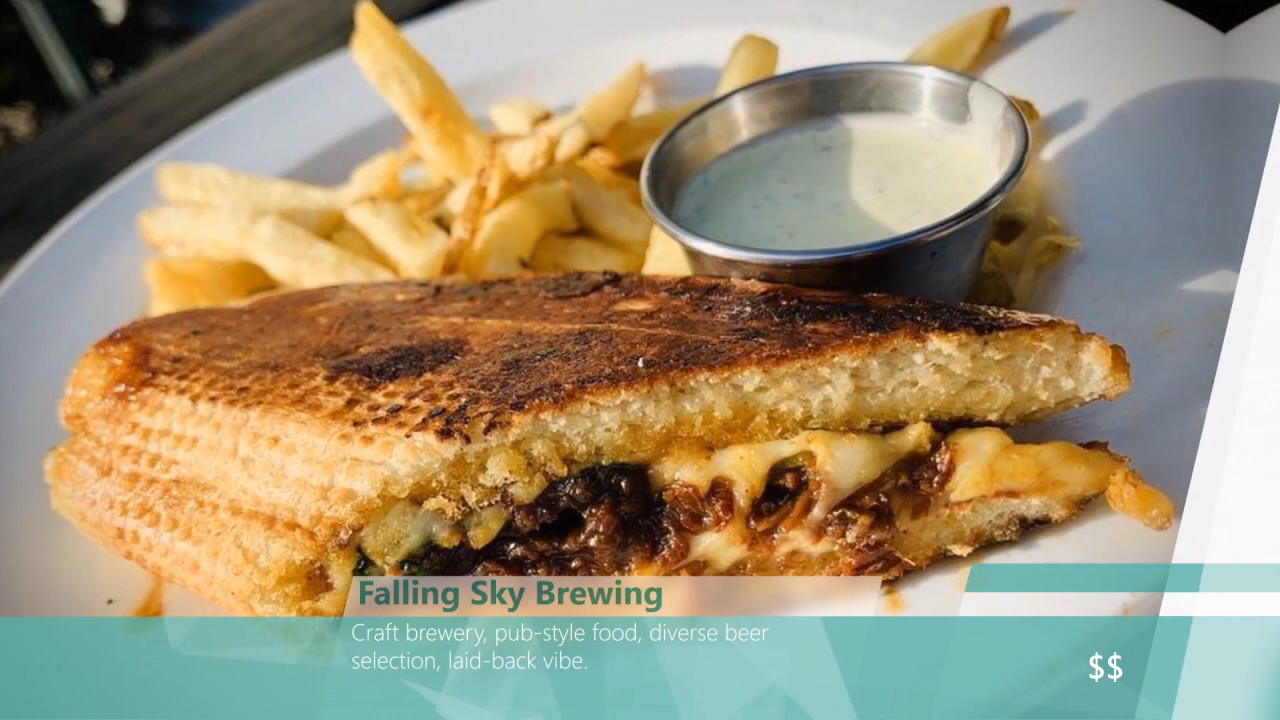 Falling Sky Brewing
Craft brewery, pub-style food, diverse beer
selection, laid-back vibe.
$$